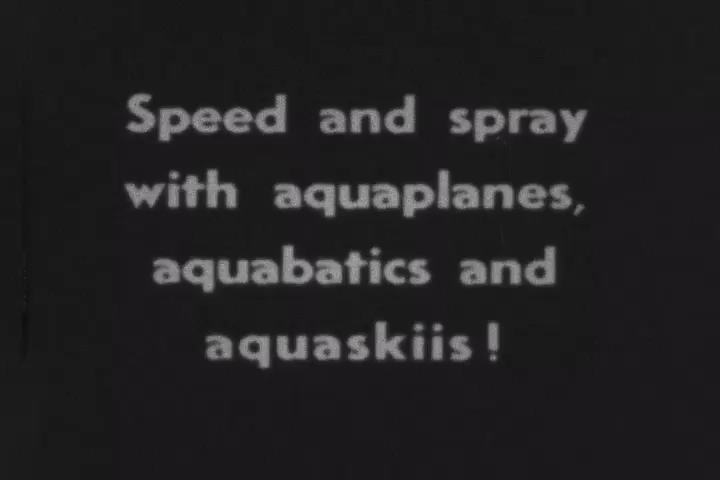 Speed and spray
with aquaplanes,
aquabatics and
aquaskiis!